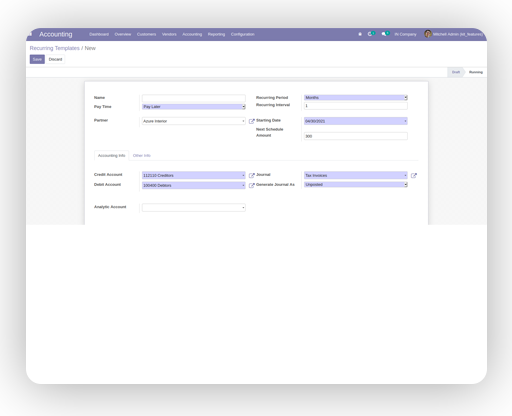 Accounting Dashboard Overview Customers Vendors Accounting Reporting Configuration My Company Mitchell Admin
Recurring Templates / New
Save Discard
Draft Running
Name Recurring Period Months
Pay Time Pay Later Recurring Interval 1
Partner Azure Interior Starting Date 04/30/2022
Next Schedule
Amount 300
Accounting Info Other Info
Credit Account 112110 Creditors Journal Tax Invoices
Debit Account 100400 Debtors Generate Journal As Unposted
Analytic Account